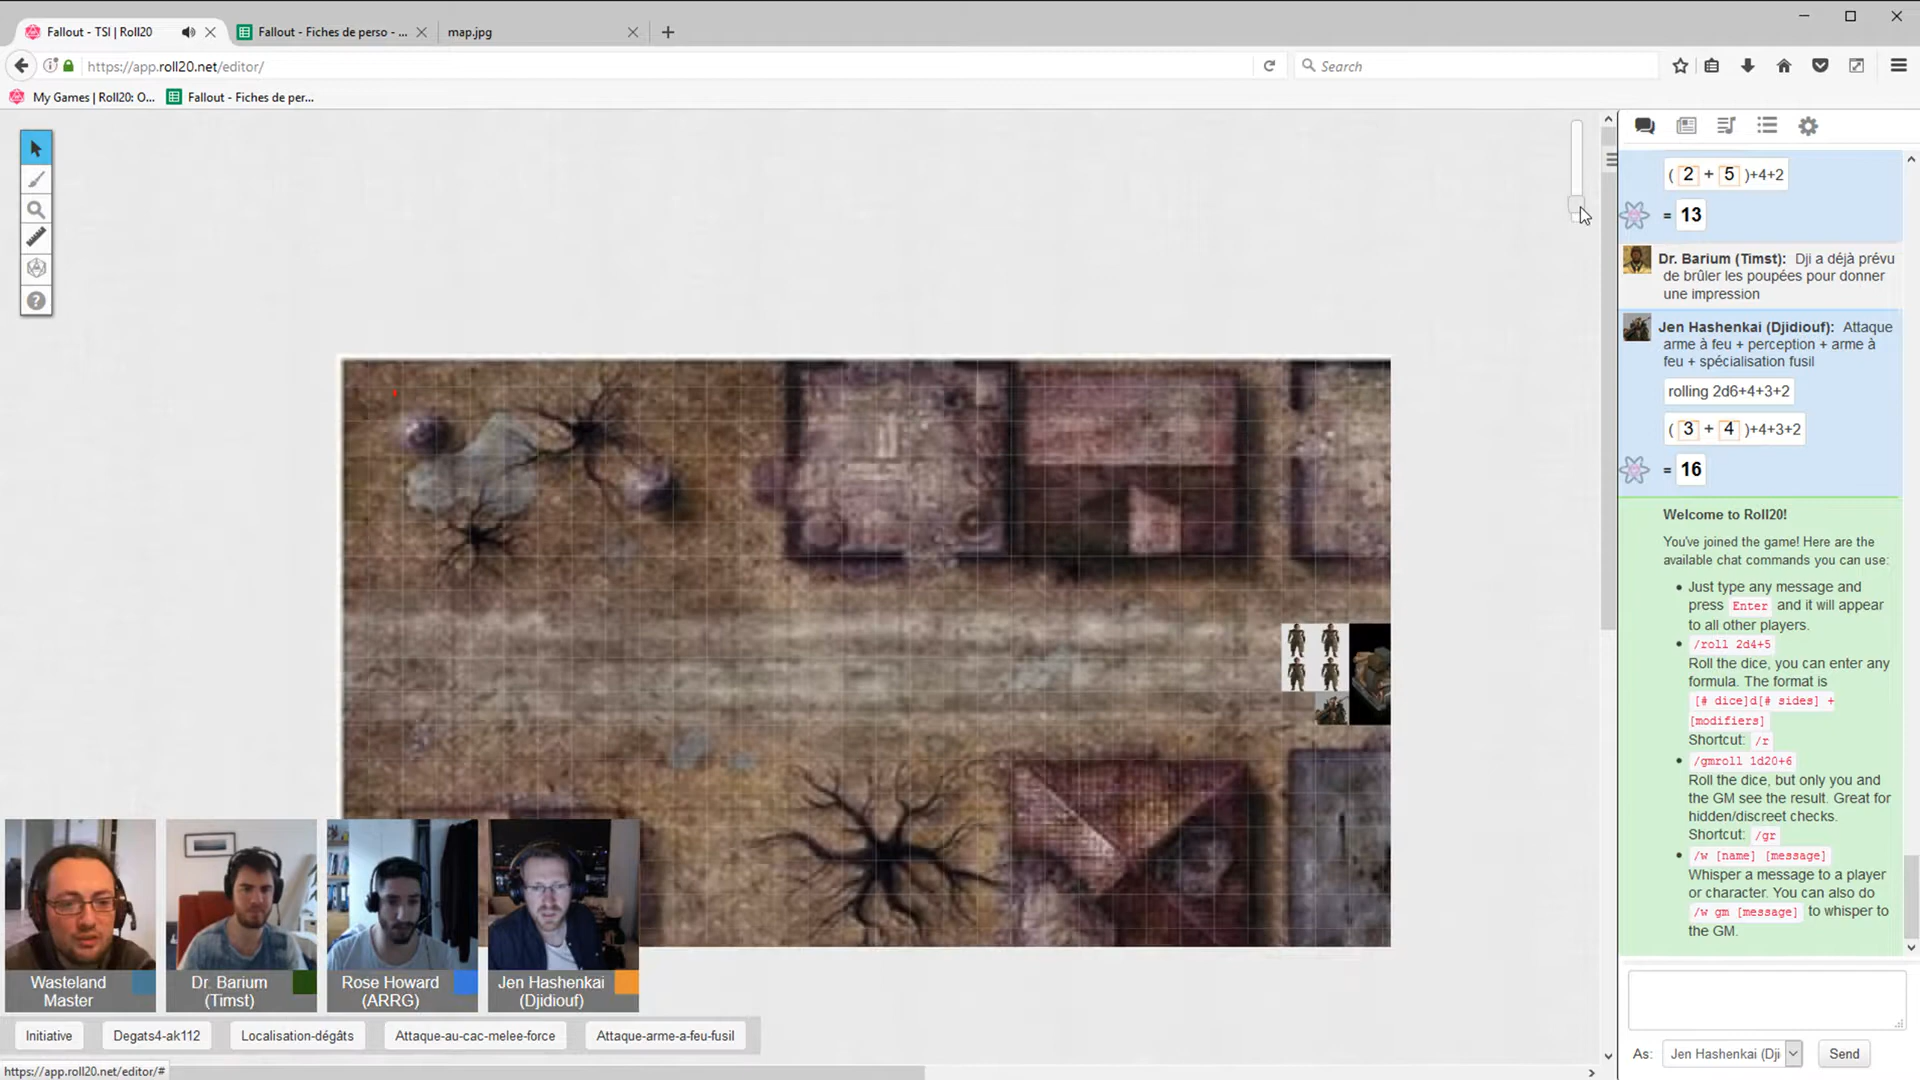 Fallout - TSI | Roll20
Fallout - Fiches de perso - ...
map.jpg
https://app.roll20.net/editor/
Search
My Games | Roll20: O...
Fallout - Fiches de per...
( 2 + 5 )+4+2
= 13
Dr. Barium (Timst): Dji a déjà prévu
de brûler les poupées pour donner
une impression
Jen Hashenkai (Djidiouf): Attaque
arme à feu + perception + arme à
feu + spécialisation fusil
rolling 2d6+4+3+2
( 3 + 4 )+4+3+2
= 16
Welcome to Roll20!
You've joined the game! Here are the
available chat commands you can use:
• Just type any message and
press Enter and it will appear
to all other players.
• /roll 2d4+5
Roll the dice, you can enter any
formula. The format is
[# dice]d[# sides] +
[modifiers]
Shortcut: /r
• /gmroll 1d20+6
Roll the dice, but only you and
the GM see the result. Great for
hidden/discreet checks.
Shortcut: /gr
• /w [name] [message]
Whisper a message to a player
or character. You can also do
/w gm [message] to whisper to
the GM.
Wasteland
Master
Dr. Barium
(Timst)
Rose Howard
(ARRG)
Jen Hashenkai
(Djidiouf)
Initiative
Degats4-ak112
Localisation-dégâts
Attaque-au-cac-melee-force
Attaque-arme-a-feu-fusil
As: Jen Hashenkai (Dji
Send
https://app.roll20.net/editor/#